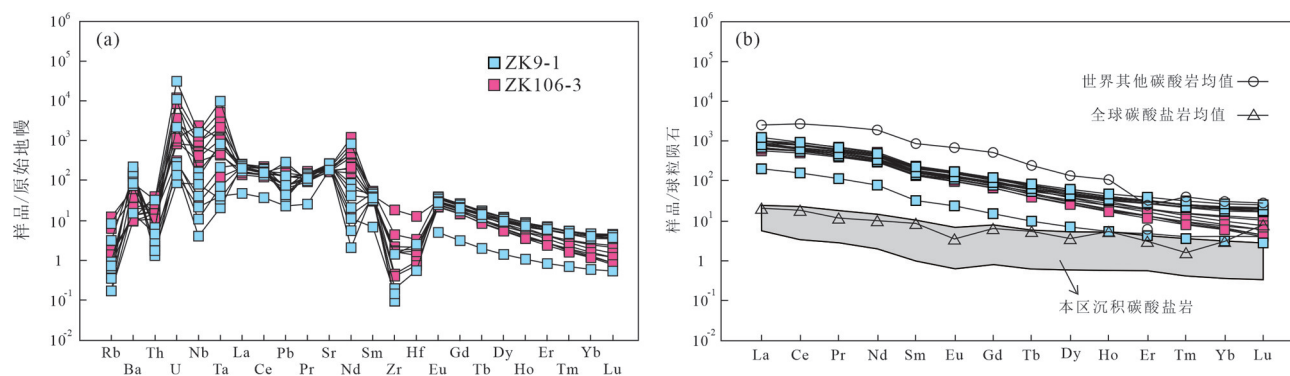 (a)
ZK9-1
ZK106-3
样品/原始地幔
10^6
10^5
10^4
10^3
10^2
10^1
1
10^-1
10^-2
Rb Th Nb La Pb Sr Sm Hf Gd Dy Er Yb
Ba U Ta Ce Pr Nd Zr Eu Tb Ho Tm Lu
(b)
世界其他碳酸岩均值
全球碳酸盐岩均值
本区沉积碳酸盐岩
样品/球粒陨石
10^6
10^5
10^4
10^3
10^2
10^1
1
10^-1
10^-2
La Ce Pr Nd Sm Eu Gd Tb Dy Ho Er Tm Yb Lu